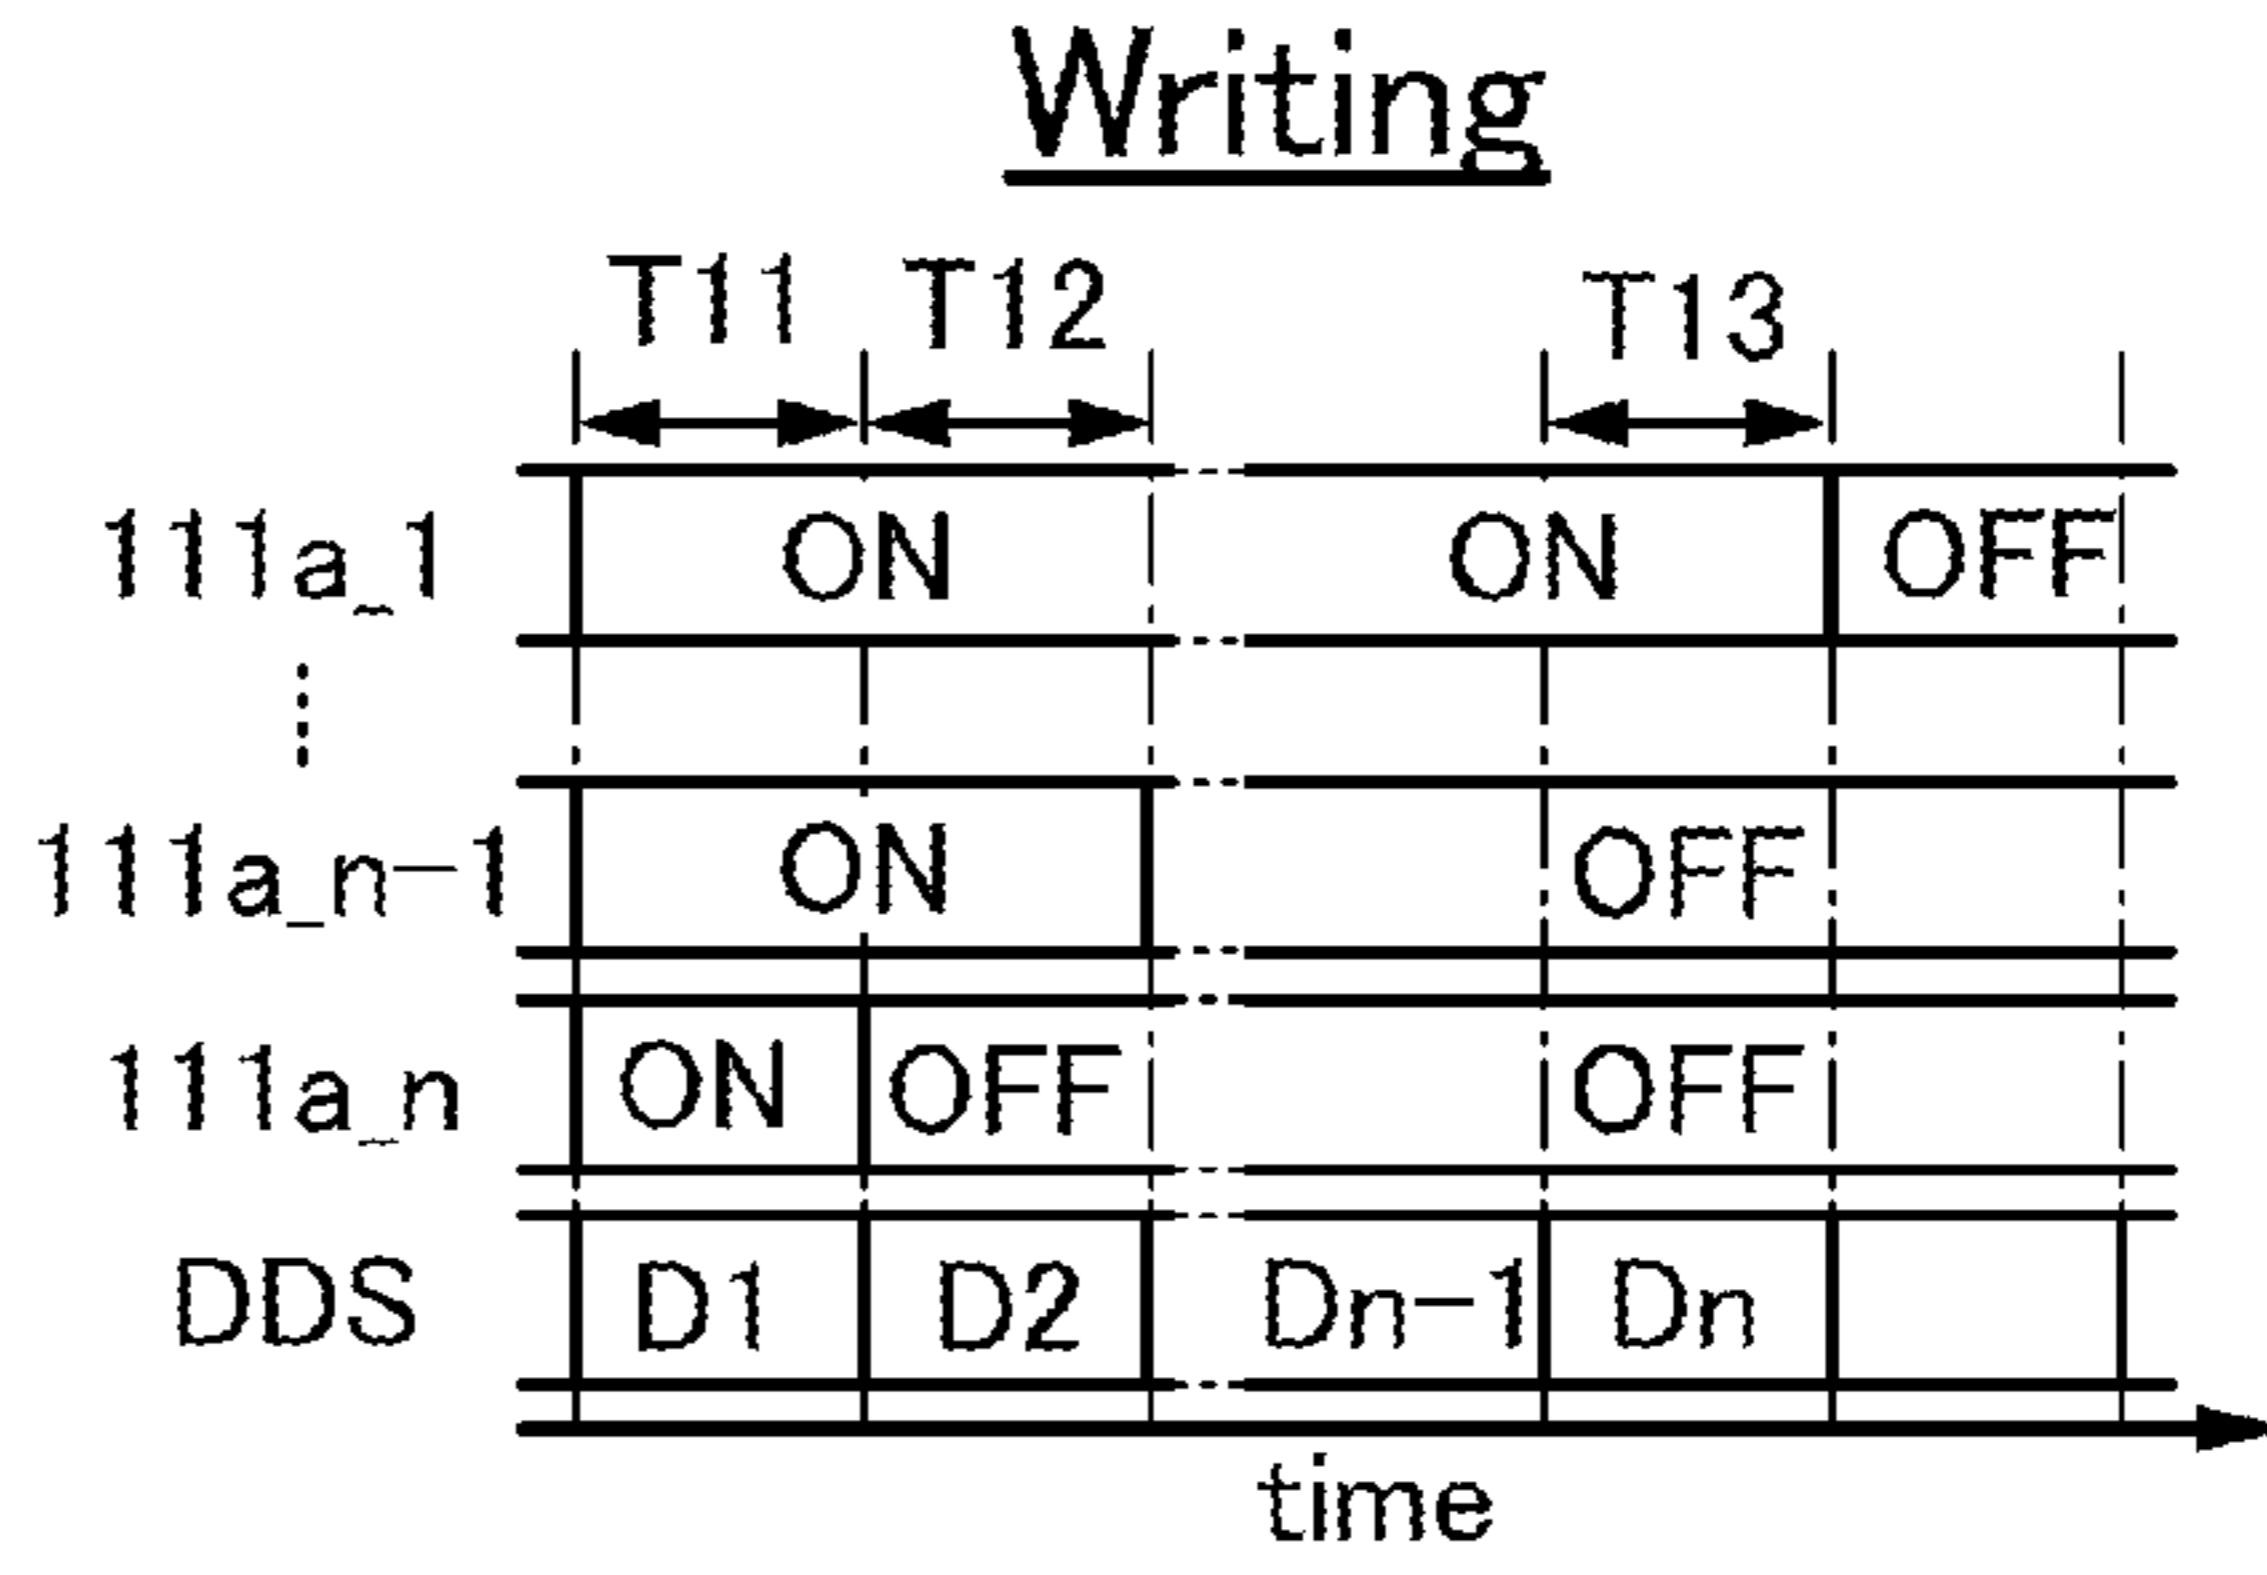 Writing
T11 T12 T13
111a_1 ON ON OFF
111a_n-1 ON OFF
111a_n ON OFF OFF
DDS D1 D2 Dn-1 Dn
time